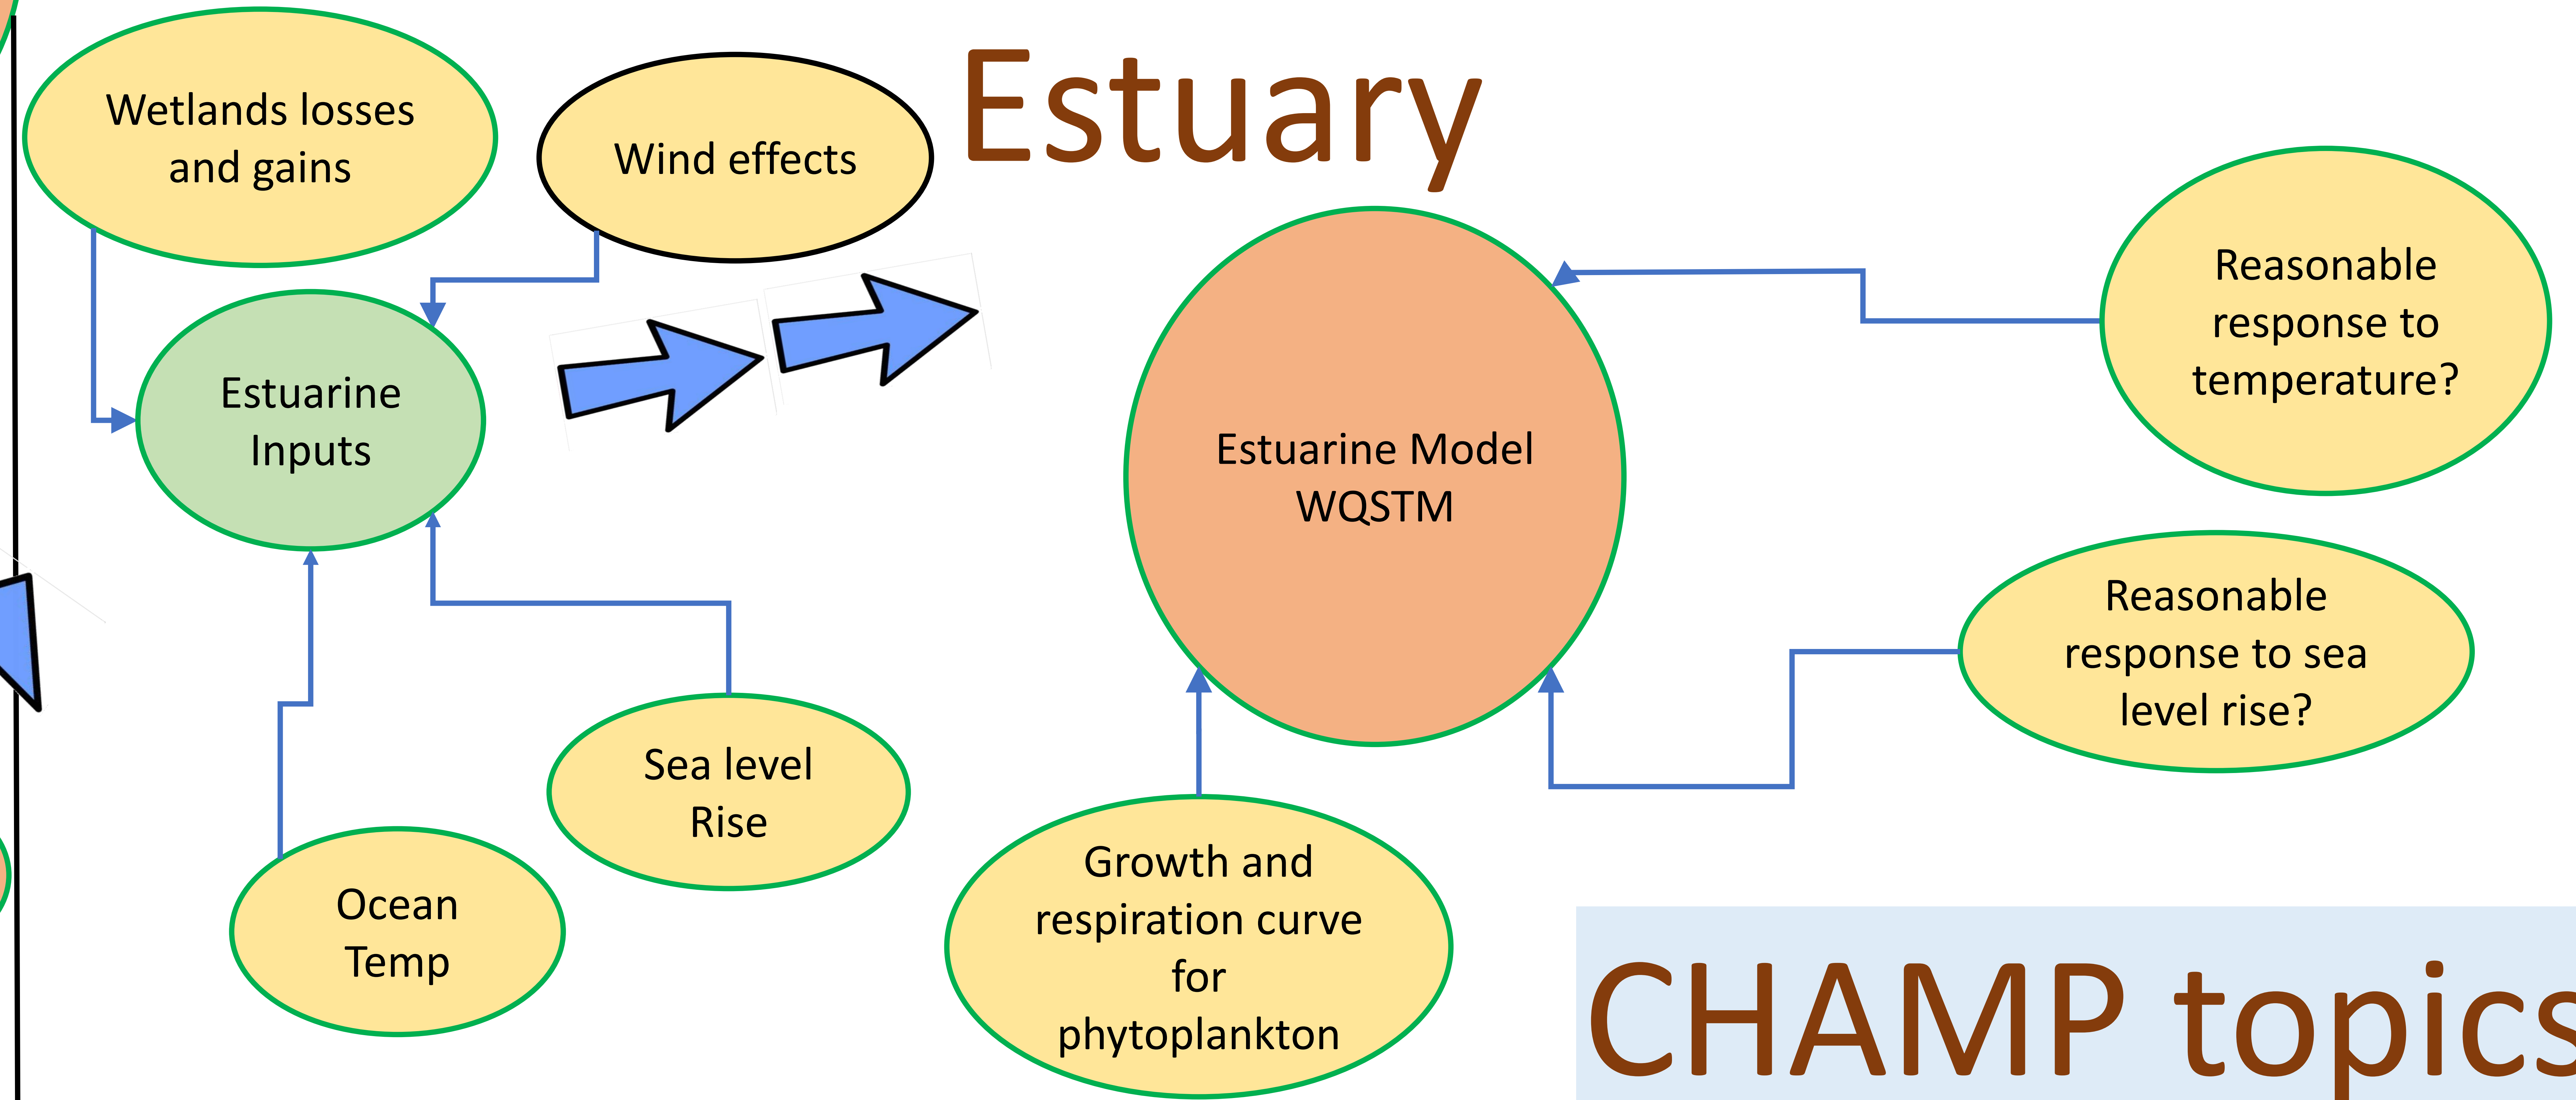 Estuary
Wetlands losses
and gains
Wind effects
Estuarine
Inputs
Sea level
Rise
Ocean
Temp
Estuarine Model
WQSTM
Reasonable
response to
temperature?
Reasonable
response to sea
level rise?
Growth and
respiration curve
for
phytoplankton
CHAMP topics